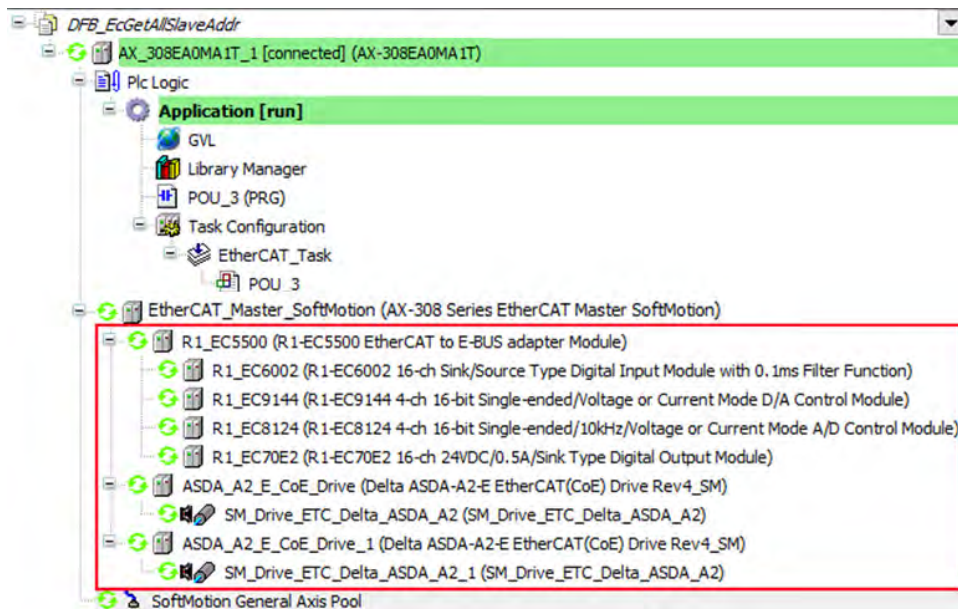 DFB_EcGetAllSlaveAddr
AX_308EA0MA1T_1 [connected] (AX-308EA0MA1T)
Plc Logic
Application [run]
GVL
Library Manager
POU_3 (PRG)
Task Configuration
EtherCAT_Task
POU_3
EtherCAT_Master_SoftMotion (AX-308 Series EtherCAT Master SoftMotion)
R1_EC5500 (R1-EC5500 EtherCAT to E-BUS adapter Module)
R1_EC6002 (R1-EC6002 16-ch Sink/Source Type Digital Input Module with 0.1ms Filter Function)
R1_EC9144 (R1-EC9144 4-ch 16-bit Single-ended/Voltage or Current Mode D/A Control Module)
R1_EC8124 (R1-EC8124 4-ch 16-bit Single-ended/10kHz/Voltage or Current Mode A/D Control Module)
R1_EC70E2 (R1-EC70E2 16-ch 24VDC/0.5A/Sink Type Digital Output Module)
ASDA_A2_E_CoE_Drive (Delta ASDA-A2-E EtherCAT(CoE) Drive Rev4_SM)
SM_Drive_ETC_Delta_ASDA_A2 (SM_Drive_ETC_Delta_ASDA_A2)
ASDA_A2_E_CoE_Drive_1 (Delta ASDA-A2-E EtherCAT(CoE) Drive Rev4_SM)
SM_Drive_ETC_Delta_ASDA_A2_1 (SM_Drive_ETC_Delta_ASDA_A2)
SoftMotion General Axis Pool